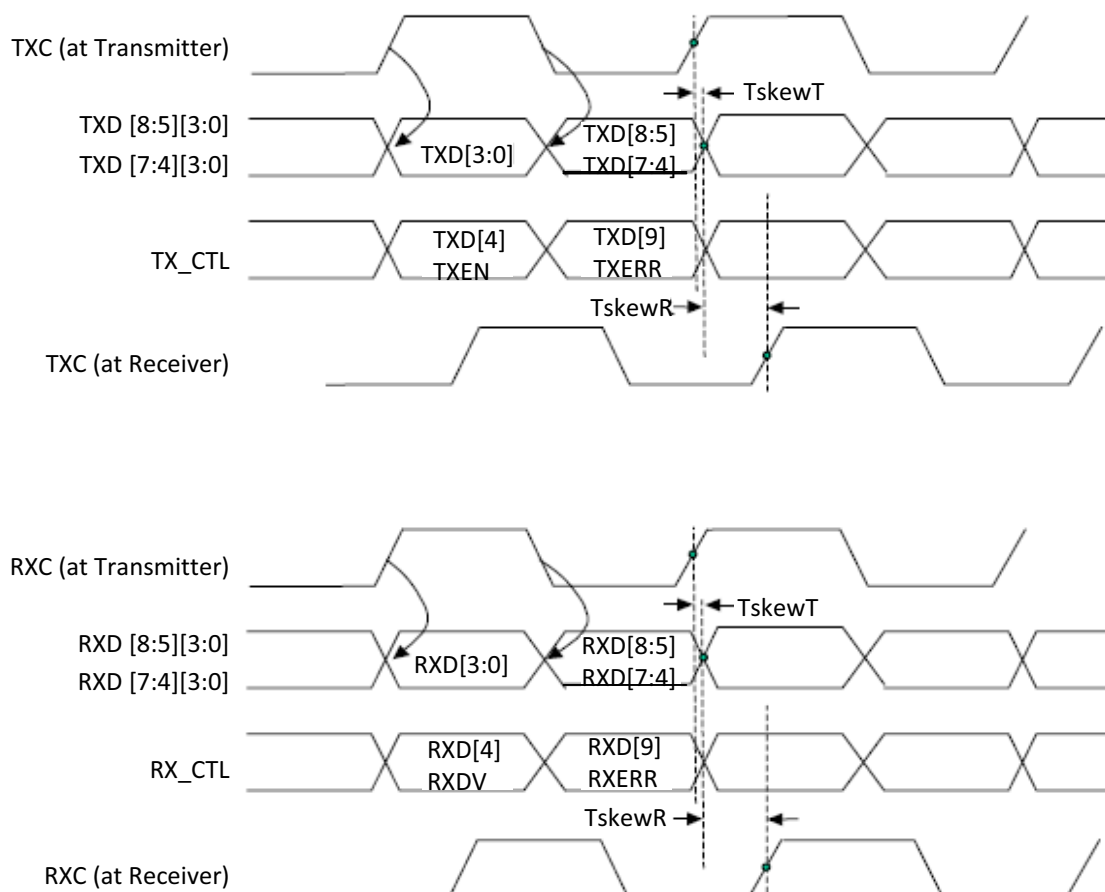 TXC (at Transmitter)
TskewT
TXD [8:5][3:0]
TXD [7:4][3:0]
TXD[3:0]
TXD[8:5]
TXD[7:4]
TX_CTL
TXD[4]
TXEN
TXD[9]
TXERR
TskewR
TXC (at Receiver)
RXC (at Transmitter)
TskewT
RXD [8:5][3:0]
RXD [7:4][3:0]
RXD[3:0]
RXD[8:5]
RXD[7:4]
RX_CTL
RXD[4]
RXDV
RXD[9]
RXERR
TskewR
RXC (at Receiver)